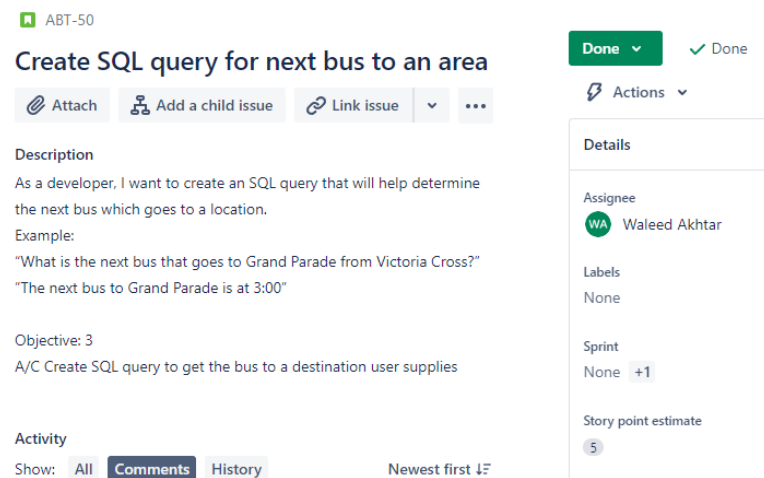 ABT-50
Create SQL query for next bus to an area
Attach
Add a child issue
Link issue
Description
As a developer, I want to create an SQL query that will help determine
the next bus which goes to a location.
Example:
“What is the next bus that goes to Grand Parade from Victoria Cross?”
“The next bus to Grand Parade is at 3:00”
Objective: 3
A/C Create SQL query to get the bus to a destination user supplies
Activity
Show: All Comments History Newest first
Done
Done
Actions
Details
Assignee
WA Waleed Akhtar
Labels
None
Sprint
None +1
Story point estimate
5